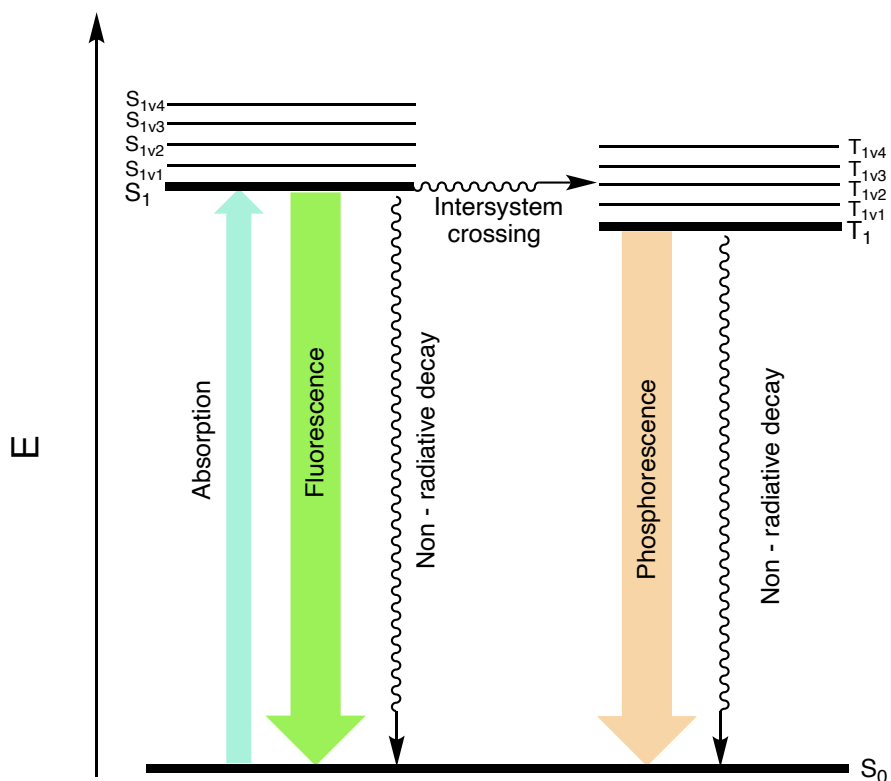 S1v4
S1v3
S1v2
S1v1
S1
T1v4
T1v3
T1v2
T1v1
T1
Intersystem
crossing
E
Absorption
Fluorescence
Non - radiative decay
Phosphorescence
Non - radiative decay
S0